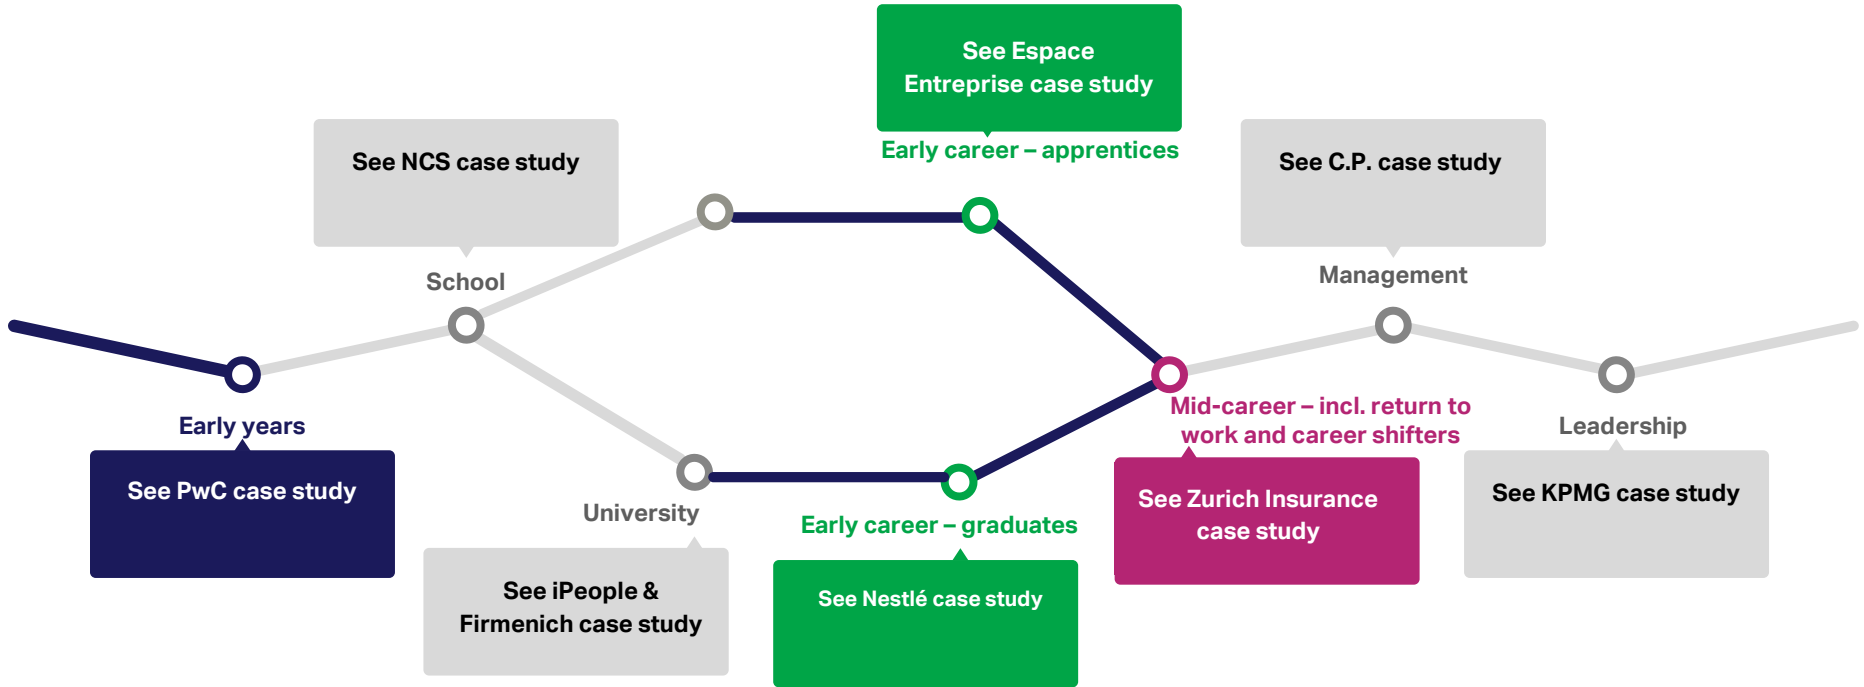 See Espace
Entreprise case study
Early career – apprentices
See NCS case study
School
See C.P. case study
Management
Early years
See PwC case study
University
See iPeople &
Firmenich case study
Early career – graduates
See Nestlé case study
Mid-career – incl. return to
work and career shifters
See Zurich Insurance
case study
Leadership
See KPMG case study